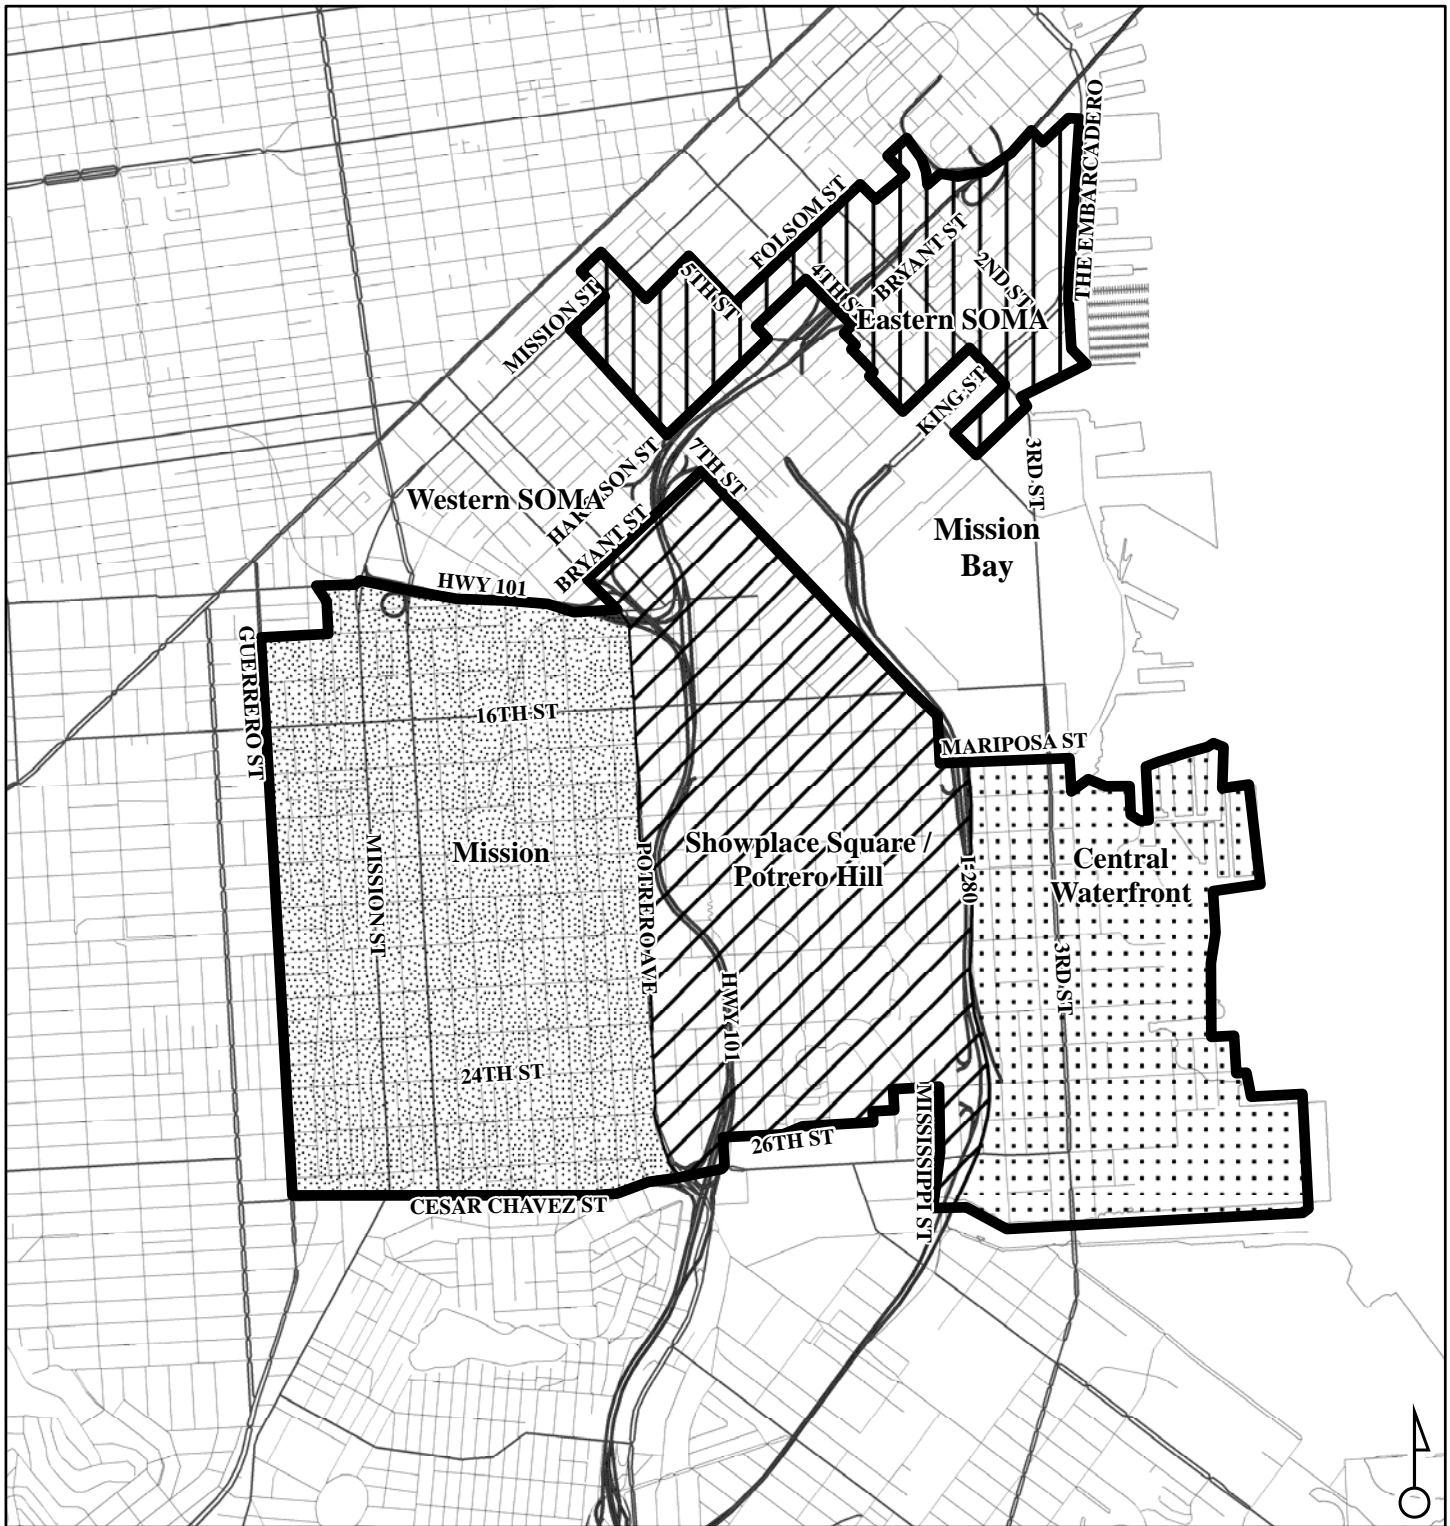 THE EMBARCADERO
FOLSOM ST
BRYANT ST
2ND ST
5TH ST
4TH ST
MISSION ST
Eastern SOMA
KING ST
3RD ST
7TH ST
HARRISON ST
Western SOMA
BRYANT ST
Mission
Bay
HWY 101
GUERRERO ST
16TH ST
MARIPOSA ST
MISSION ST
Mission
POTRERO AVE
Showplace Square /
Potrero Hill
I-280
Central
Waterfront
3RD ST
HWY 101
24TH ST
26TH ST
MISSISSIPPI ST
CESAR CHAVEZ ST